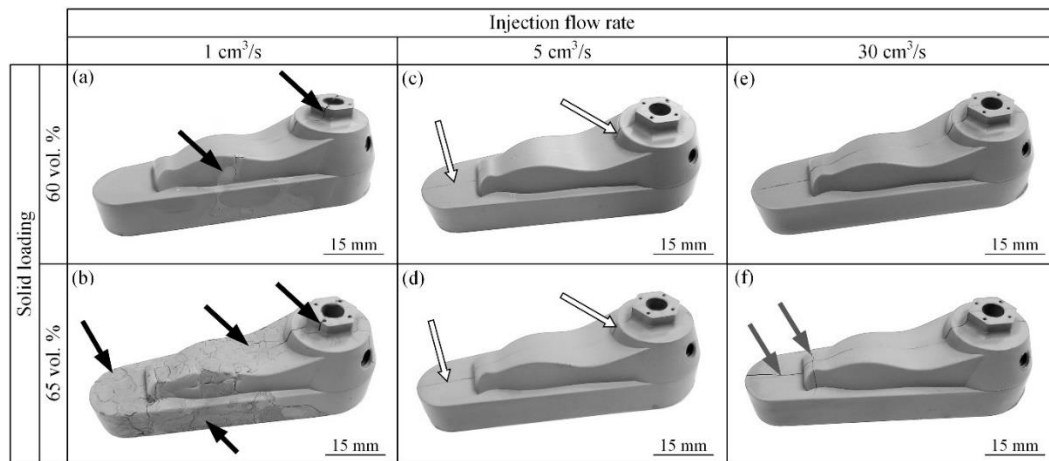 Injection flow rate
1 cm³/s
5 cm³/s
30 cm³/s
Solid loading
60 vol. %
(a)
15 mm
(c)
15 mm
(e)
15 mm
65 vol. %
(b)
15 mm
(d)
15 mm
(f)
15 mm